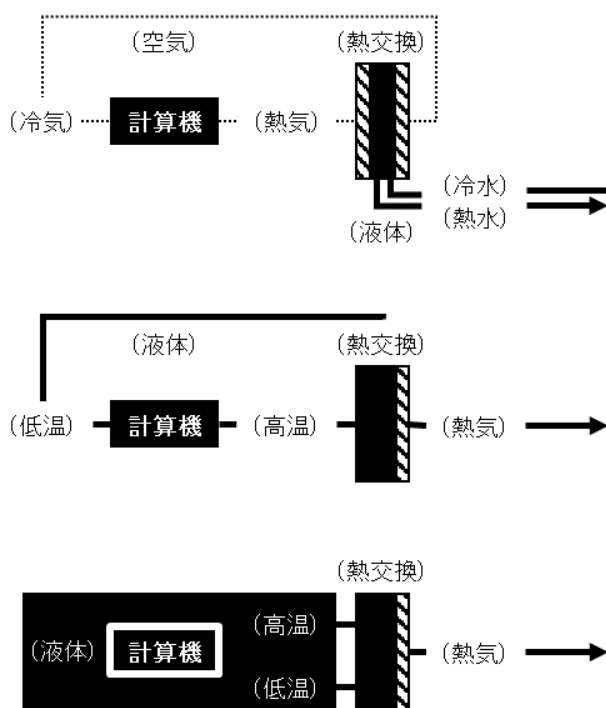 (空気)
(熱交換)
(冷気)
計算機
(熱気)
(冷水)
(熱水)
(液体)
(液体)
(熱交換)
(低温)
計算機
(高温)
(熱気)
(熱交換)
(高温)
(液体)
計算機
(熱気)
(低温)